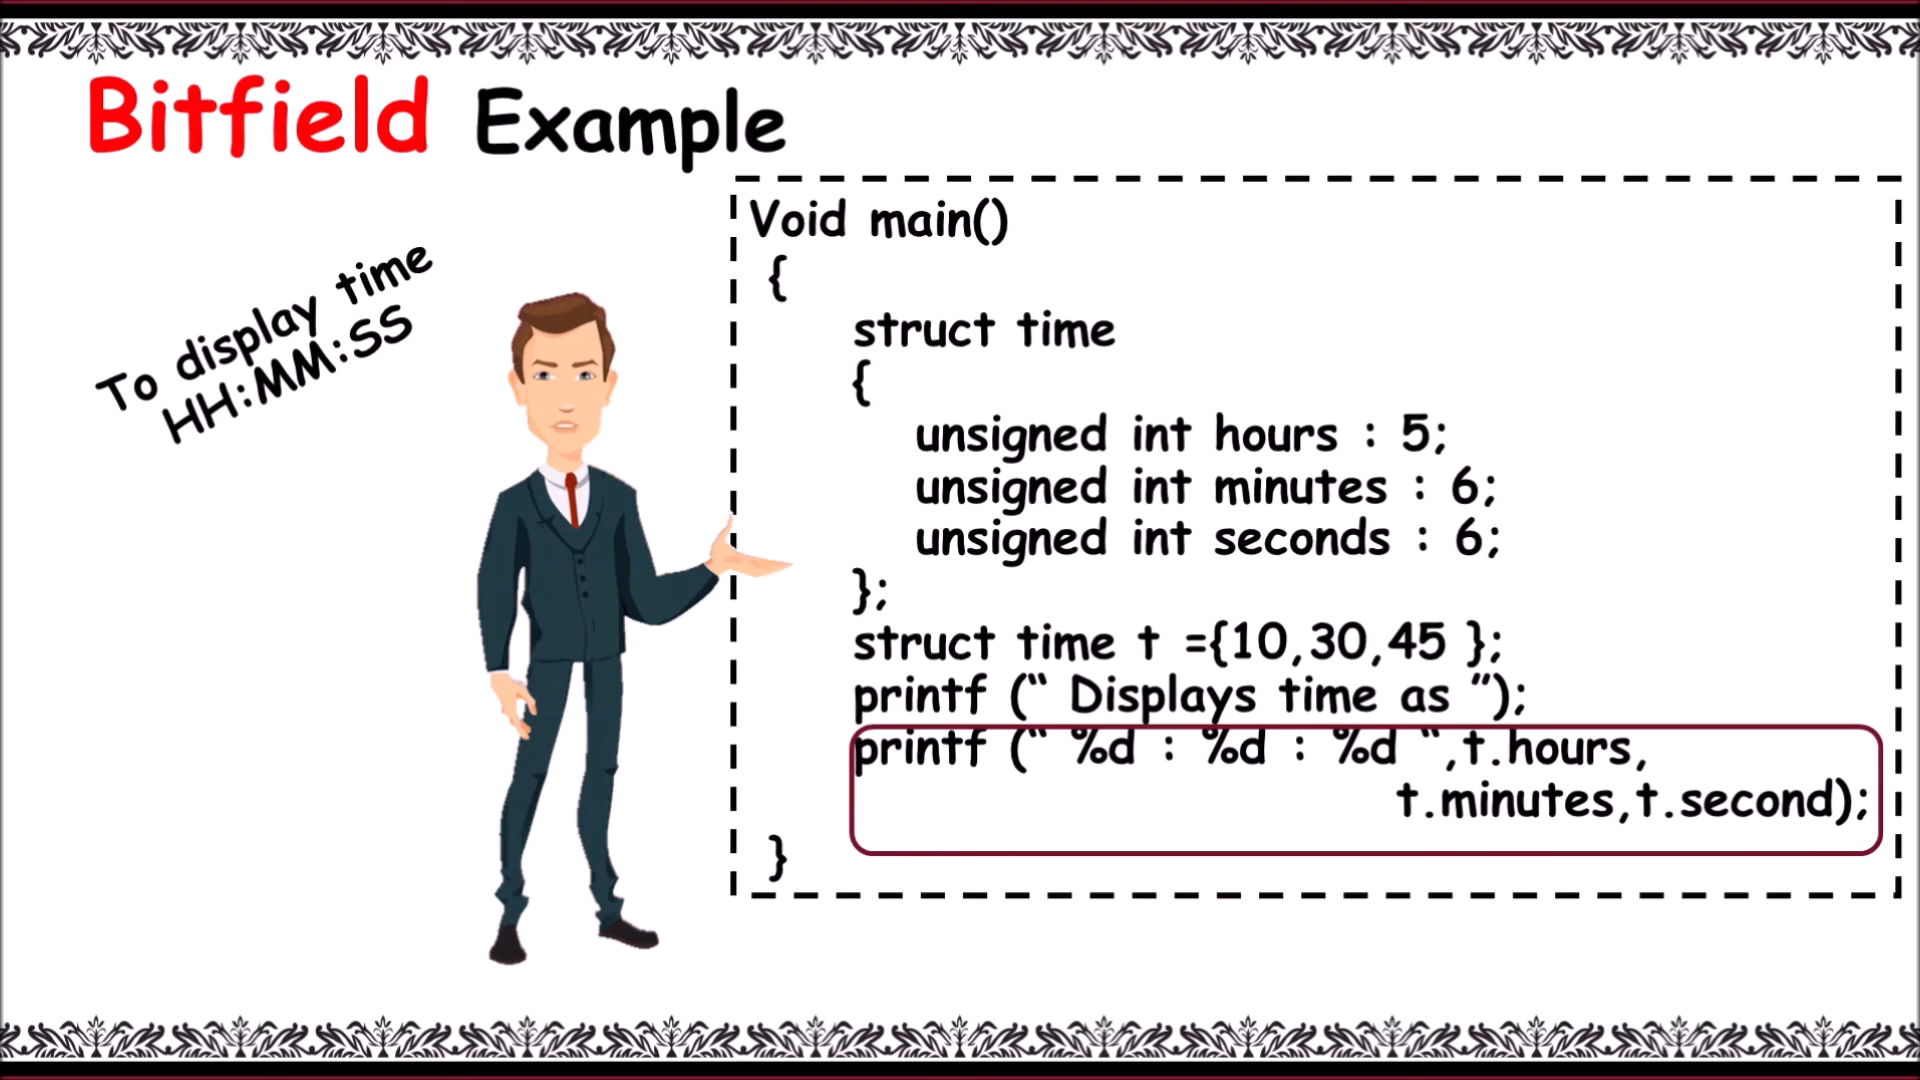 Bitfield Example
To display time
HH:MM:SS
Void main()
{
struct time
{
unsigned int hours : 5;
unsigned int minutes : 6;
unsigned int seconds : 6;
};
struct time t ={10,30,45 };
printf (“ Displays time as ”);
printf (“ %d : %d : %d “,t.hours,
t.minutes,t.second);
}